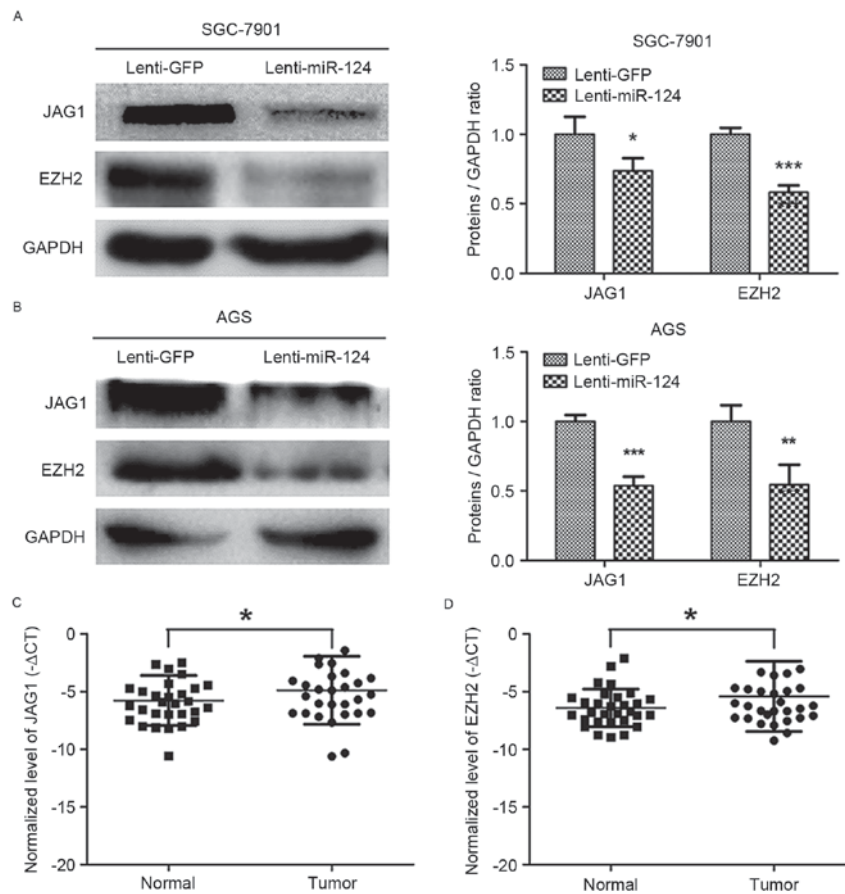 A
SGC-7901
Lenti-GFP Lenti-miR-124
JAG1
EZH2
GAPDH
SGC-7901
Proteins / GAPDH ratio
1.5
1.0
0.5
0.0
Lenti-GFP
Lenti-miR-124
*
***
JAG1 EZH2
B
AGS
Lenti-GFP Lenti-miR-124
JAG1
EZH2
GAPDH
AGS
Proteins / GAPDH ratio
1.5
1.0
0.5
0.0
Lenti-GFP
Lenti-miR-124
***
**
JAG1 EZH2
C
Normalized level of JAG1 (-ΔCT)
0
-5
-10
-15
-20
*
Normal Tumor
D
Normalized level of EZH2 (-ΔCT)
0
-5
-10
-15
-20
*
Normal Tumor